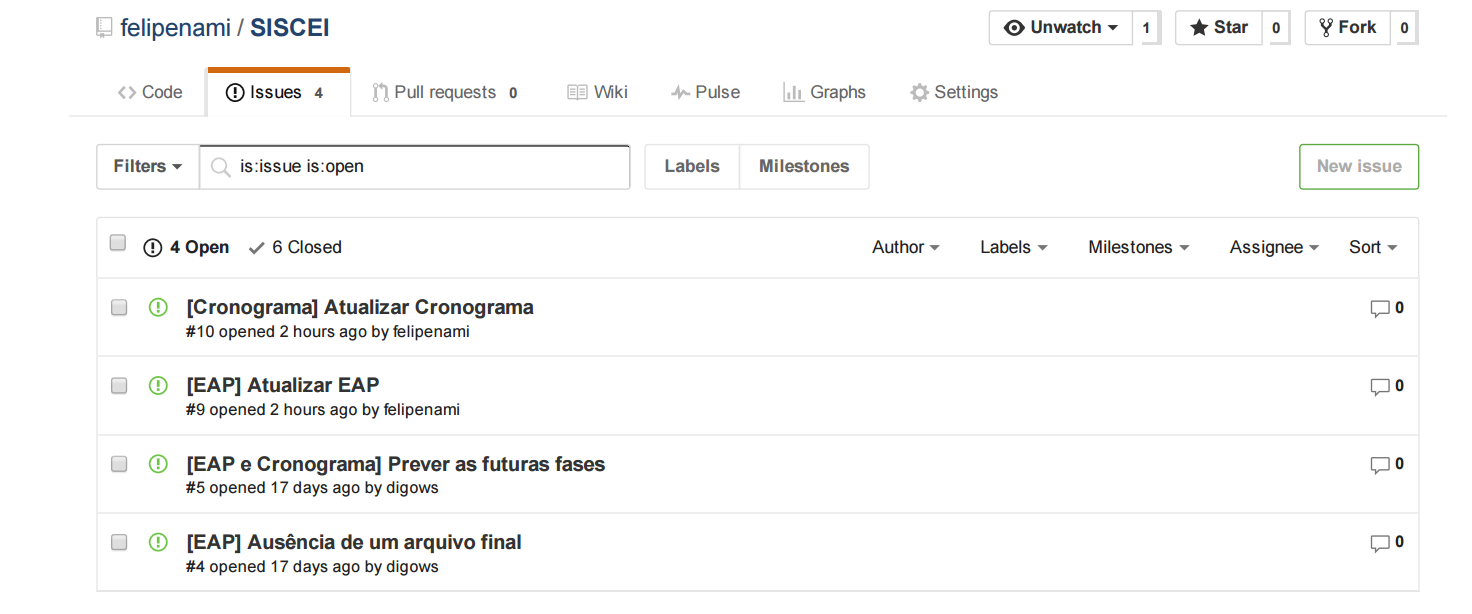 felipenami / SISCEI
Unwatch 1 Star 0 Fork 0
Code Issues 4 Pull requests 0 Wiki Pulse Graphs Settings
Filters is:issue is:open Labels Milestones New issue
4 Open 6 Closed Author Labels Milestones Assignee Sort
[Cronograma] Atualizar Cronograma 0
#10 opened 2 hours ago by felipenami
[EAP] Atualizar EAP 0
#9 opened 2 hours ago by felipenami
[EAP e Cronograma] Prever as futuras fases 0
#5 opened 17 days ago by digows
[EAP] Ausência de um arquivo final 0
#4 opened 17 days ago by digows